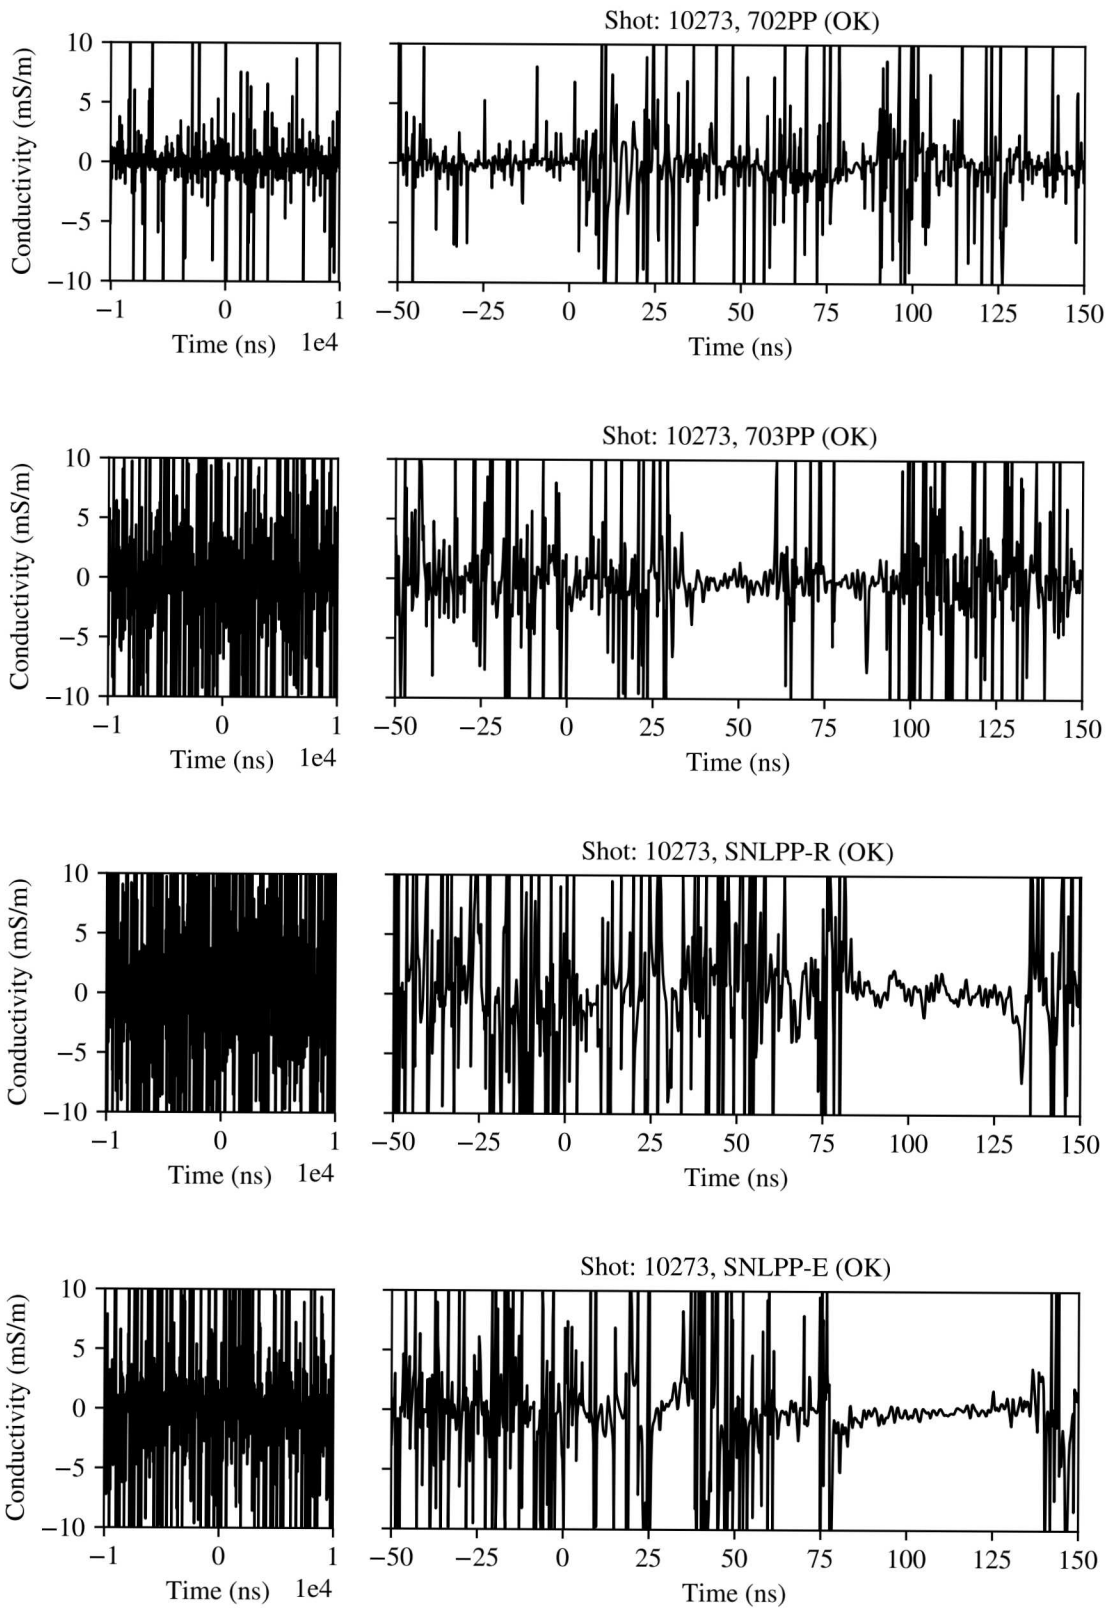 Shot: 10273, 702PP (OK)
Conductivity (mS/m)
10
5
0
−5
−10
−1 0 1
Time (ns) 1e4
−50 −25 0 25 50 75 100 125 150
Time (ns)
Shot: 10273, 703PP (OK)
Conductivity (mS/m)
10
5
0
−5
−10
−1 0 1
Time (ns) 1e4
−50 −25 0 25 50 75 100 125 150
Time (ns)
Shot: 10273, SNLPP-R (OK)
Conductivity (mS/m)
10
5
0
−5
−10
−1 0 1
Time (ns) 1e4
−50 −25 0 25 50 75 100 125 150
Time (ns)
Shot: 10273, SNLPP-E (OK)
Conductivity (mS/m)
10
5
0
−5
−10
−1 0 1
Time (ns) 1e4
−50 −25 0 25 50 75 100 125 150
Time (ns)